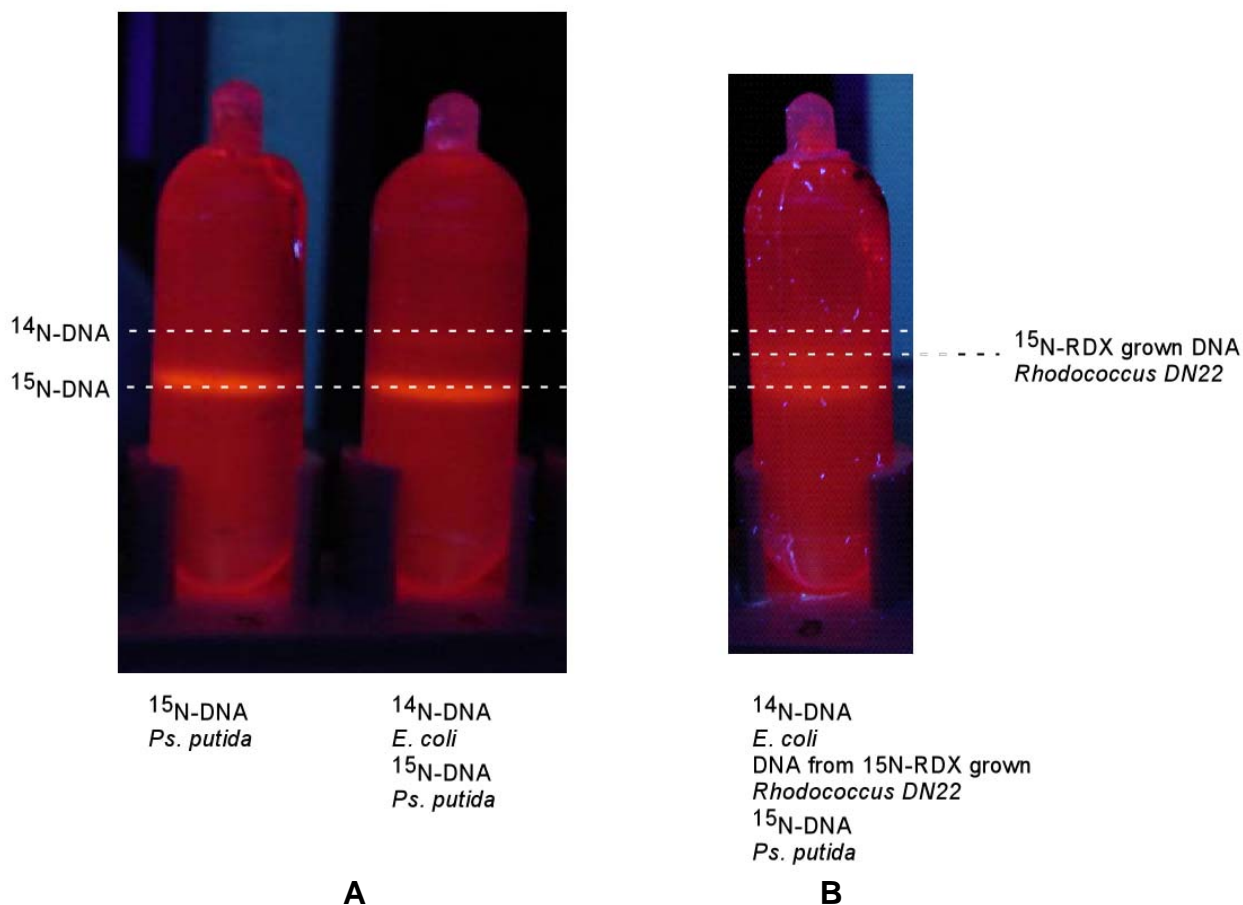 ¹⁴N-DNA
¹⁵N-DNA
¹⁵N-RDX grown DNA
Rhodococcus DN22
¹⁵N-DNA
Ps. putida
¹⁴N-DNA
E. coli
¹⁵N-DNA
Ps. putida
¹⁴N-DNA
E. coli
DNA from 15N-RDX grown
Rhodococcus DN22
¹⁵N-DNA
Ps. putida
A
B